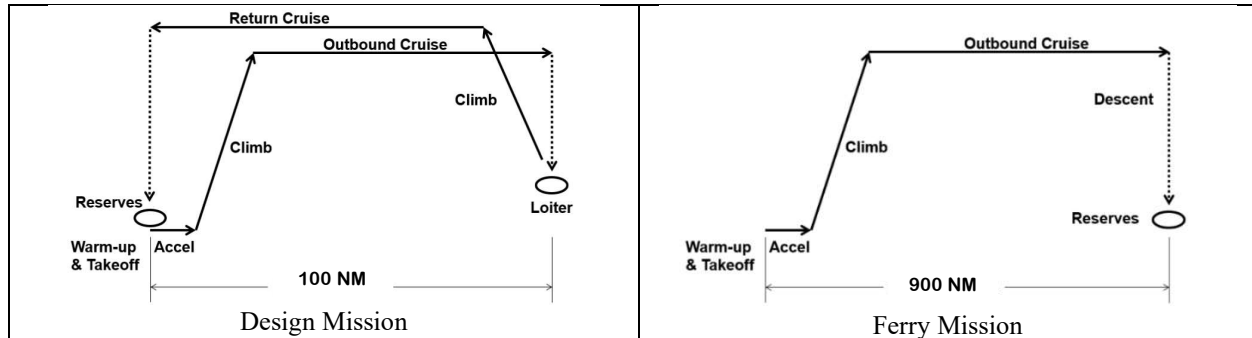 Return Cruise
Outbound Cruise
Climb
Climb
Reserves
Loiter
Warm-up
& Takeoff
Accel
100 NM
Design Mission
Outbound Cruise
Descent
Climb
Reserves
Warm-up
& Takeoff
Accel
900 NM
Ferry Mission